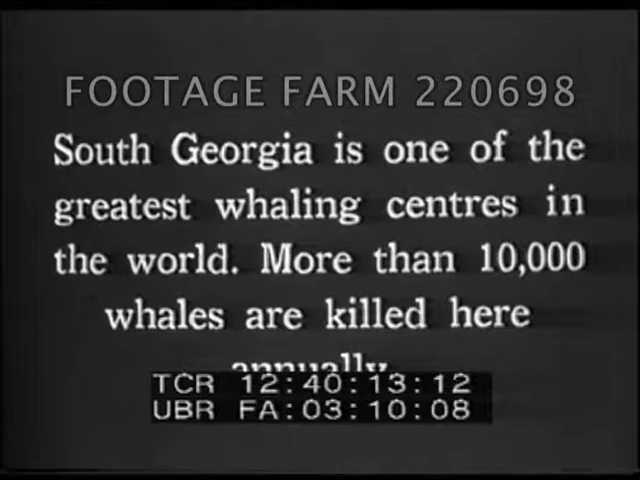 FOOTAGE FARM 220698
South Georgia is one of the
greatest whaling centres in
the world. More than 10,000
whales are killed here
annually.
TCR 12:40:13:12
UBR FA:03:10:08